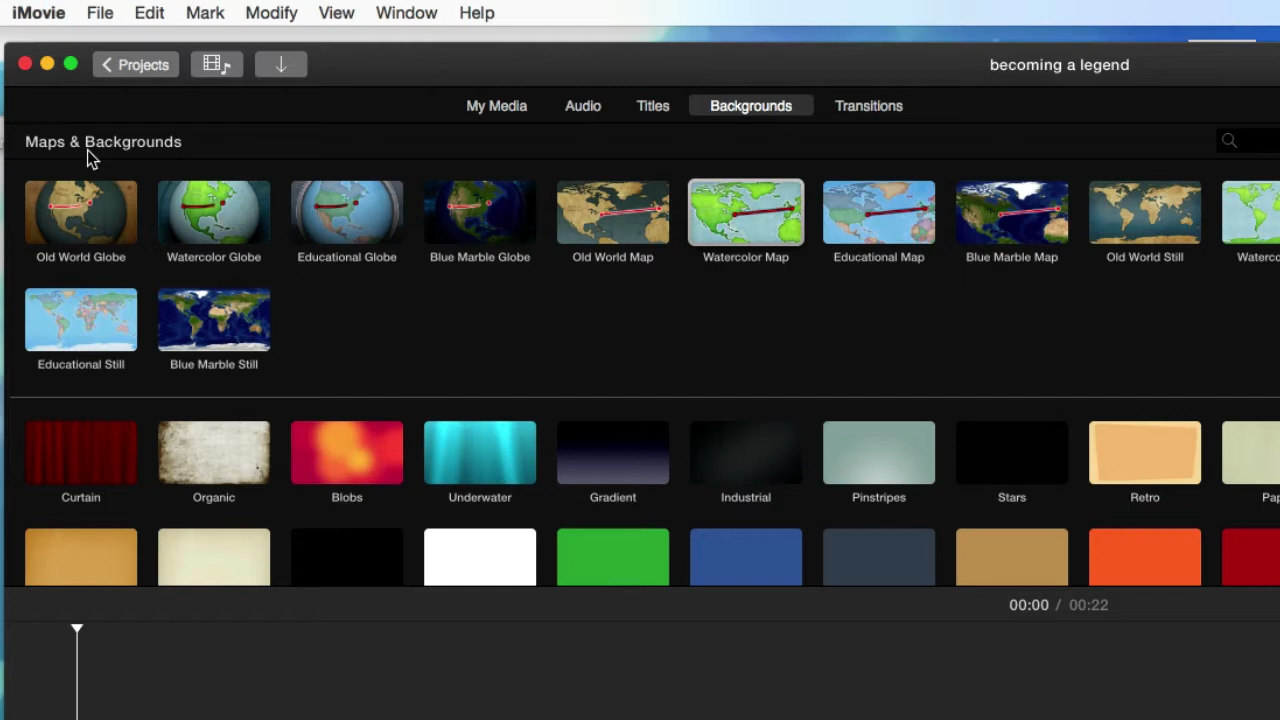 iMovie File Edit Mark Modify View Window Help
Projects becoming a legend
My Media Audio Titles Backgrounds Transitions
Maps & Backgrounds
Old World Globe Watercolor Globe Educational Globe Blue Marble Globe Old World Map Watercolor Map Educational Map Blue Marble Map Old World Still Waterco
Educational Still Blue Marble Still
Curtain Organic Blobs Underwater Gradient Industrial Pinstripes Stars Retro Pap
00:00 / 00:22